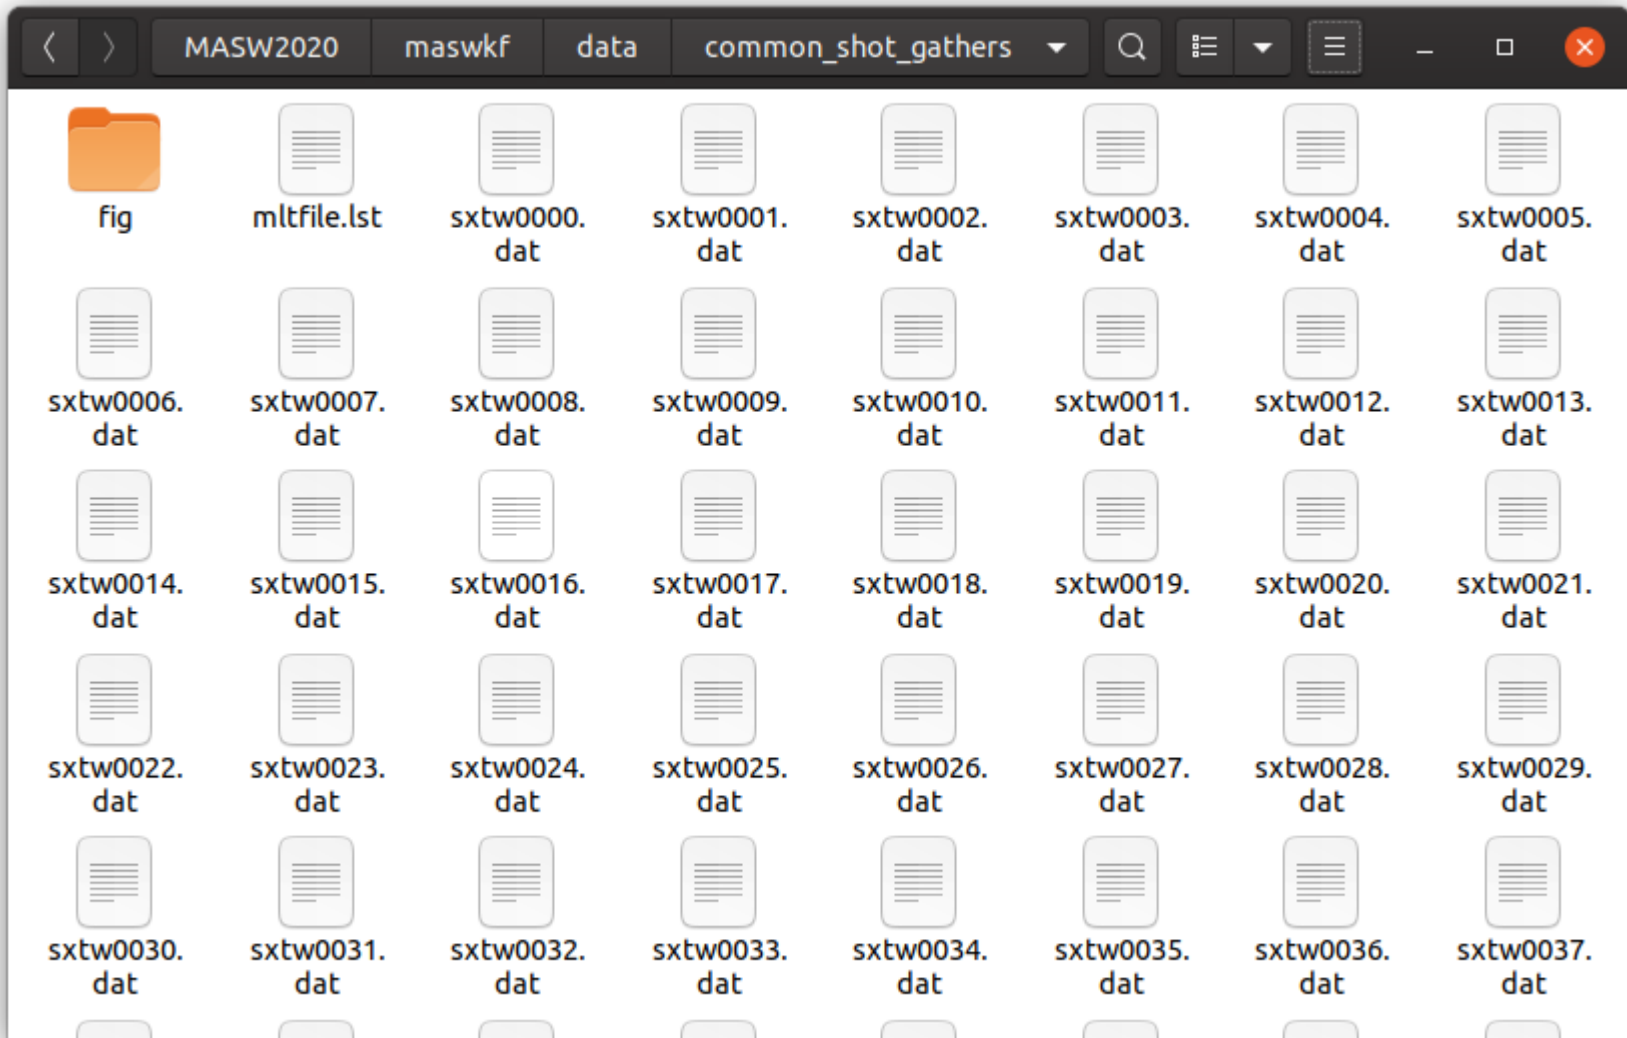 MASW2020 maswkf data common_shot_gathers
fig mltfile.lst sxtw0000. sxtw0001. sxtw0002. sxtw0003. sxtw0004. sxtw0005.
dat dat dat dat dat dat
sxtw0006. sxtw0007. sxtw0008. sxtw0009. sxtw0010. sxtw0011. sxtw0012. sxtw0013.
dat dat dat dat dat dat dat dat
sxtw0014. sxtw0015. sxtw0016. sxtw0017. sxtw0018. sxtw0019. sxtw0020. sxtw0021.
dat dat dat dat dat dat dat dat
sxtw0022. sxtw0023. sxtw0024. sxtw0025. sxtw0026. sxtw0027. sxtw0028. sxtw0029.
dat dat dat dat dat dat dat dat
sxtw0030. sxtw0031. sxtw0032. sxtw0033. sxtw0034. sxtw0035. sxtw0036. sxtw0037.
dat dat dat dat dat dat dat dat